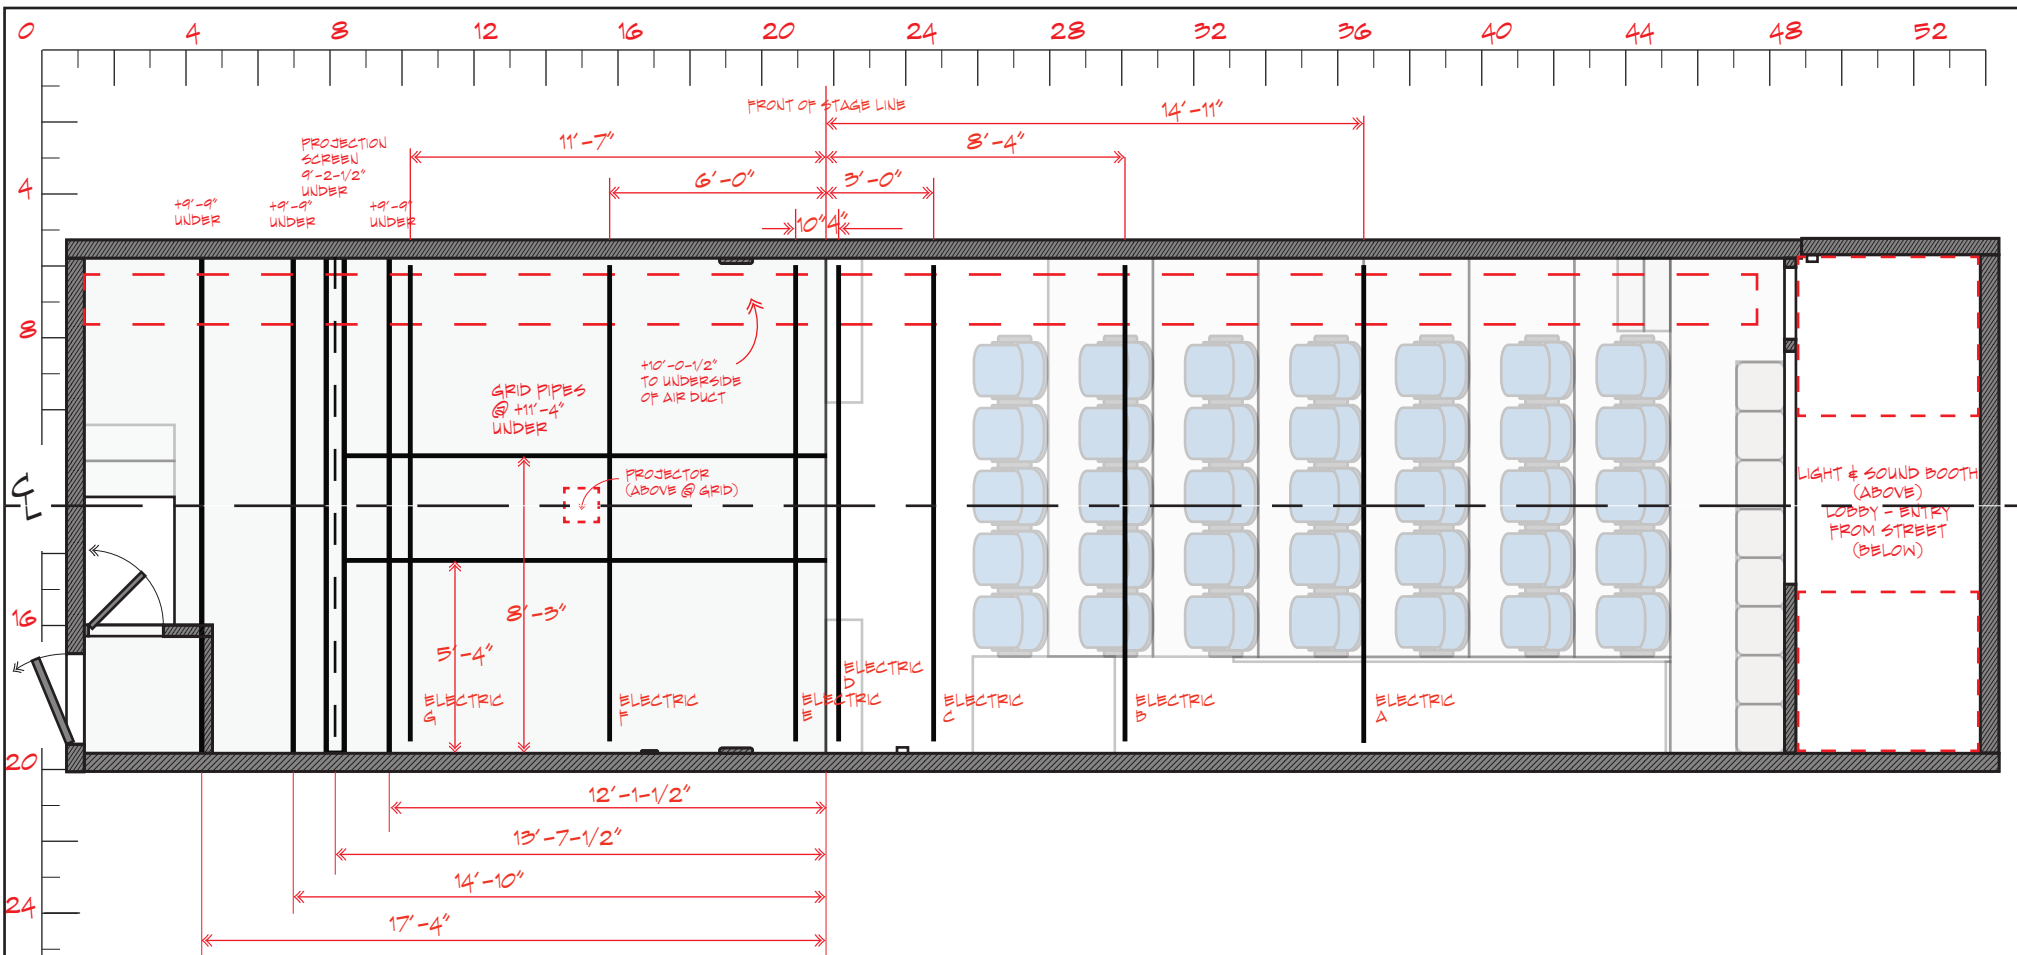 0 4 8 12 16 20 24 28 32 36 40 44 48 52
FRONT OF STAGE LINE
14'-11"
11'-7"
8'-4"
PROJECTION
SCREEN
9'-2-1/2"
UNDER
6'-0"
3'-0"
4
+9'-9"
UNDER
+9'-9"
UNDER
+9'-9"
UNDER
10"
4"
8
+10'-0-1/2"
TO UNDERSIDE
OF AIR DUCT
GRID PIPES
@ +11'-4"
UNDER
PROJECTOR
(ABOVE @ GRID)
CL
LIGHT & SOUND BOOTH
(ABOVE)
LOBBY - ENTRY
FROM STREET
(BELOW)
16
8'-3"
5'-4"
ELECTRIC
G
ELECTRIC
F
ELECTRIC
E
ELECTRIC
D
ELECTRIC
C
ELECTRIC
B
ELECTRIC
A
20
12'-1-1/2"
13'-7-1/2"
14'-10"
24
17'-4"